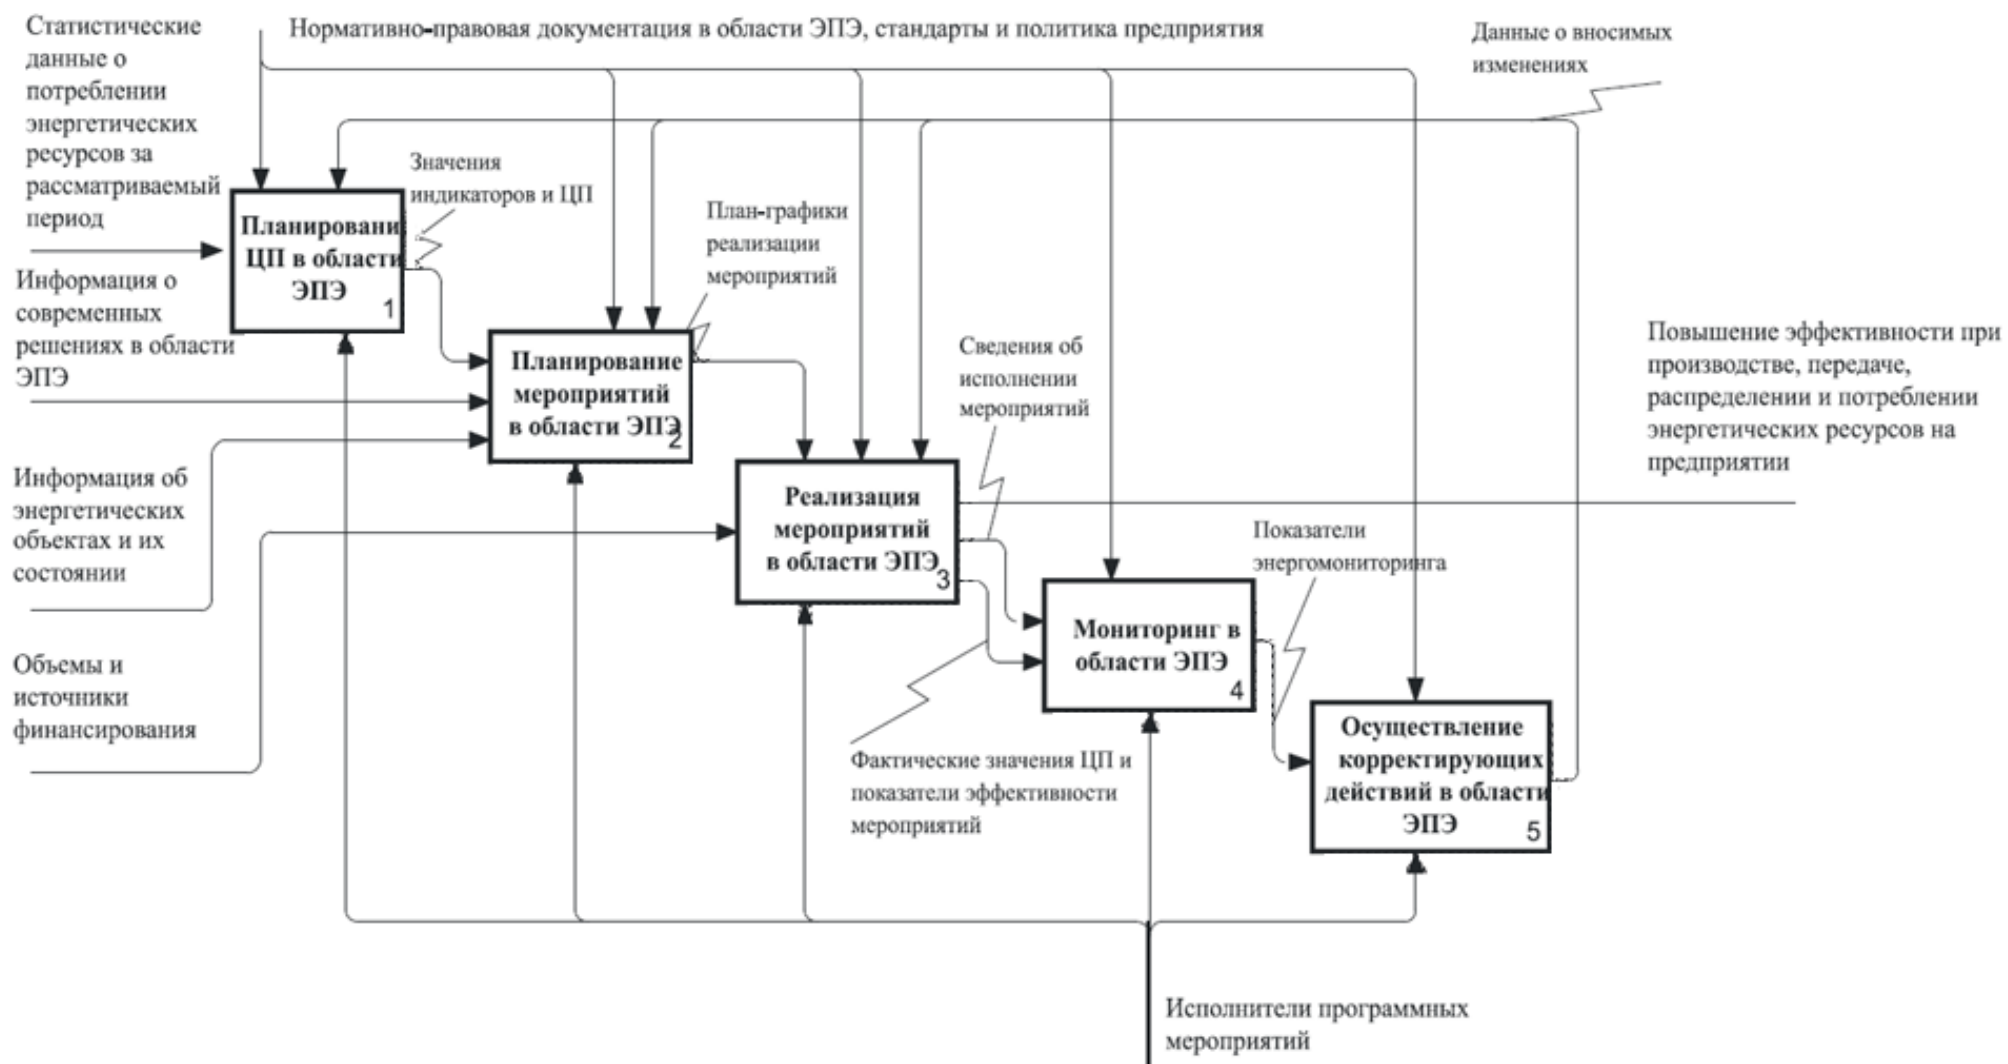 Статистические
данные о
потреблении
энергетических
ресурсов за
рассматриваемый
период
Нормативно-правовая документация в области ЭПЭ, стандарты и политика предприятия
Данные о вносимых
изменениях
Значения
индикаторов и ЦП
Планировани
ЦП в области
ЭПЭ
1
План-графики
реализации
мероприятий
Информация о
современных
решениях в области
ЭПЭ
Планирование
мероприятий
в области ЭПЭ
2
Сведения об
исполнении
мероприятий
Повышение эффективности при
производстве, передаче,
распределении и потреблении
энергетических ресурсов на
предприятии
Информация об
энергетических
объектах и их
состоянии
Реализация
мероприятий
в области ЭПЭ
3
Показатели
энергомониторинга
Объемы и
источники
финансирования
Мониторинг в
области ЭПЭ
4
Фактические значения ЦП и
показатели эффективности
мероприятий
Осуществление
корректирующих
действий в области
ЭПЭ
5
Исполнители программных
мероприятий